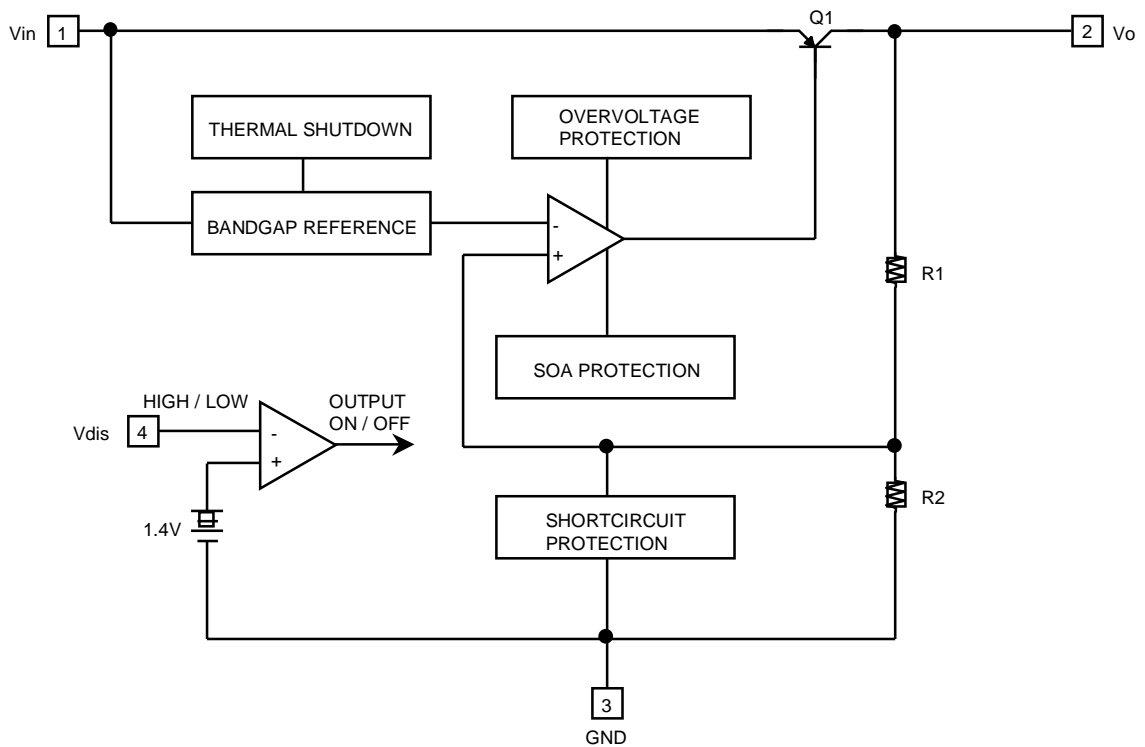 Q1
Vin 1
2 Vo
THERMAL SHUTDOWN
OVERVOLTAGE
PROTECTION
BANDGAP REFERENCE
-
+
R1
SOA PROTECTION
HIGH / LOW
OUTPUT
ON / OFF
Vdis 4
-
+
R2
1.4V
SHORTCIRCUIT
PROTECTION
3
GND